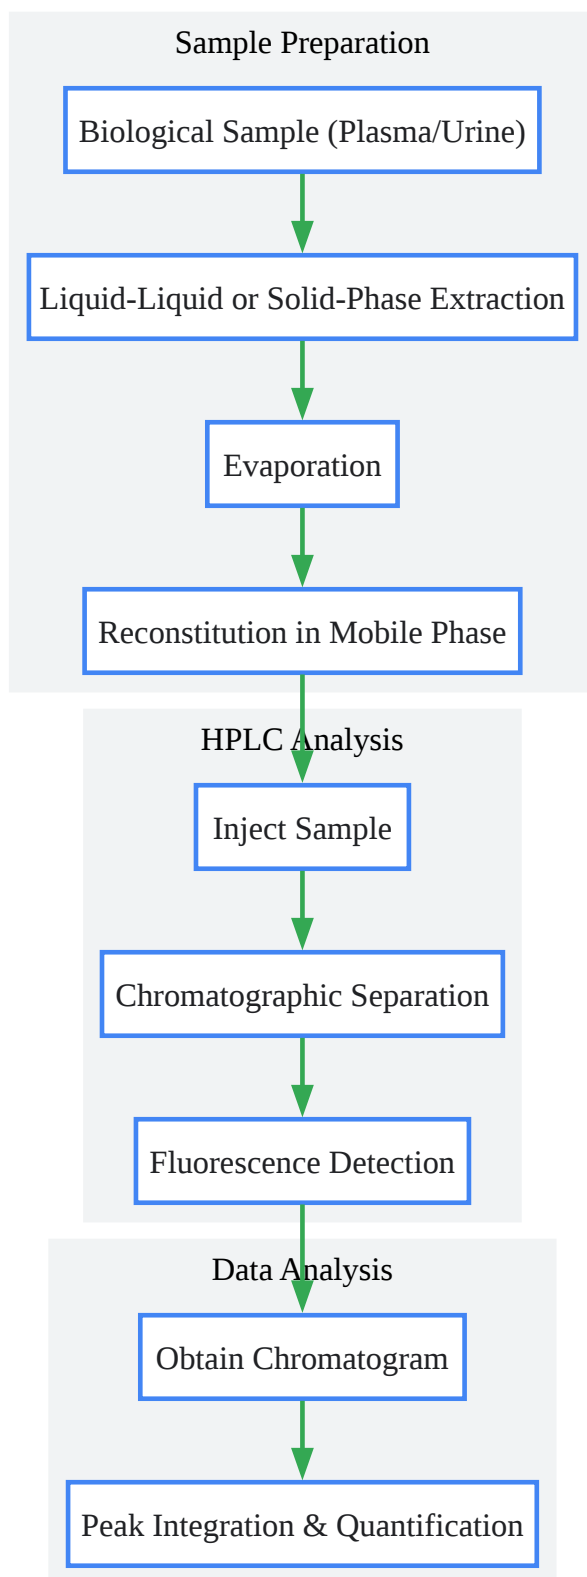 Sample Preparation
Biological Sample (Plasma/Urine)
Liquid-Liquid or Solid-Phase Extraction
Evaporation
Reconstitution in Mobile Phase
HPLC Analysis
Inject Sample
Chromatographic Separation
Fluorescence Detection
Data Analysis
Obtain Chromatogram
Peak Integration & Quantification